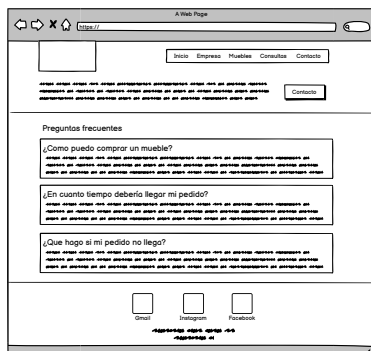 A Web Page
https://
Inicio Empresa Muebles Consultas Contacto
Contacto
Preguntas frecuentes
¿Como puedo comprar un mueble?
¿En cuanto tiempo debería llegar mi pedido?
¿Que hago si mi pedido no llega?
Gmail Instagram Facebook